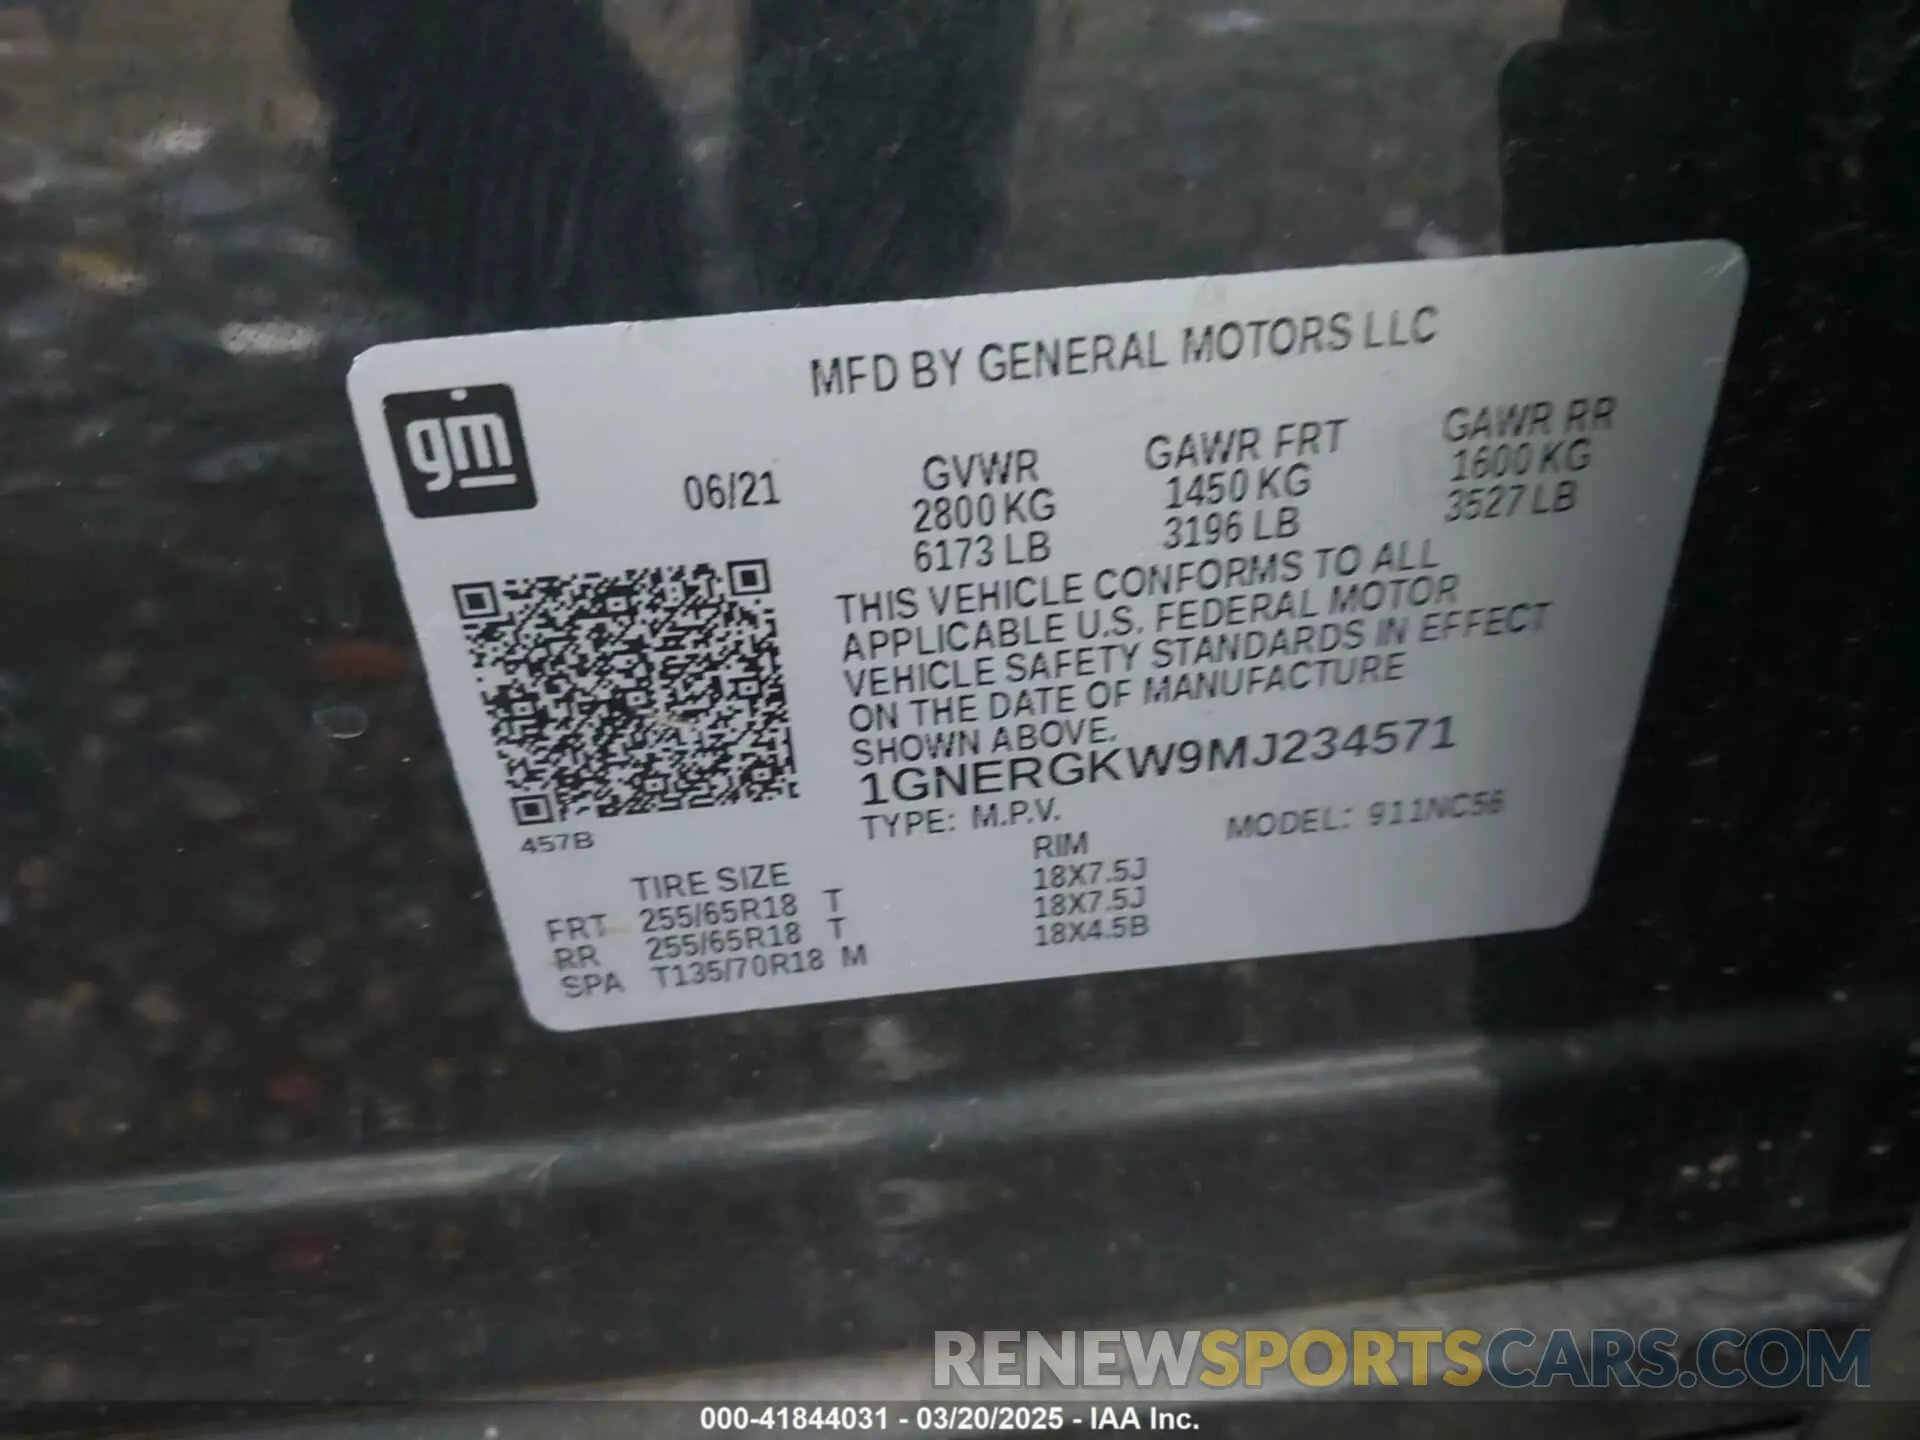 MFD BY GENERAL MOTORS LLC
gm
06/21
GVWR
2800 KG
6173 LB
GAWR FRT
1450 KG
3196 LB
GAWR RR
1600 KG
3527 LB
THIS VEHICLE CONFORMS TO ALL
APPLICABLE U.S. FEDERAL MOTOR
VEHICLE SAFETY STANDARDS IN EFFECT
ON THE DATE OF MANUFACTURE
SHOWN ABOVE.
1GNERGKW9MJ234571
TYPE: M.P.V. MODEL: 911NC56
457B
TIRE SIZE RIM
FRT 255/65R18 T 18X7.5J
RR 255/65R18 T 18X7.5J
SPA T135/70R18 M 18X4.5B
RENEWSPORTSCARS.COM
000-41844031 - 03/20/2025 - IAA Inc.